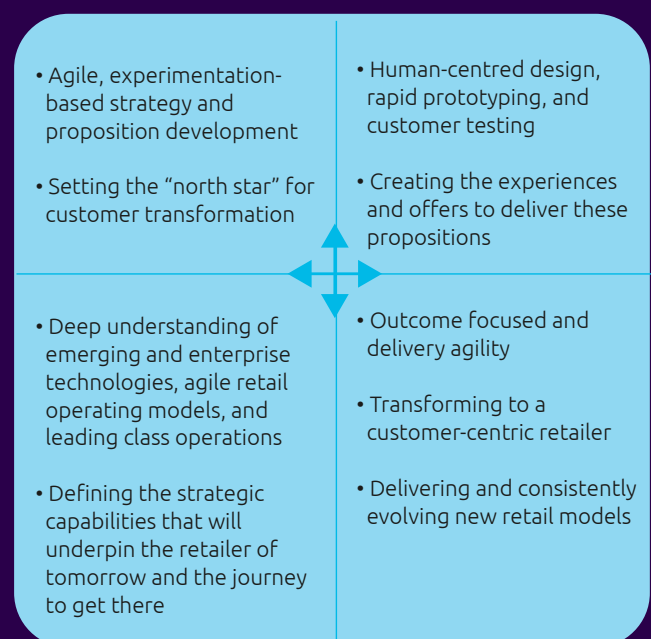 • Agile, experimentation-
based strategy and
proposition development
• Setting the “north star” for
customer transformation
• Human-centred design,
rapid prototyping, and
customer testing
• Creating the experiences
and offers to deliver these
propositions
• Deep understanding of
emerging and enterprise
technologies, agile retail
operating models, and
leading class operations
• Defining the strategic
capabilities that will
underpin the retailer of
tomorrow and the journey
to get there
• Outcome focused and
delivery agility
• Transforming to a
customer-centric retailer
• Delivering and consistently
evolving new retail models